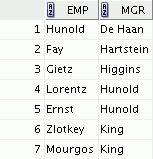 EMP MGR
1 Hunold De Haan
2 Fay Hartstein
3 Gietz Higgins
4 Lorentz Hunold
5 Ernst Hunold
6 Zlotkey King
7 Mourgos King